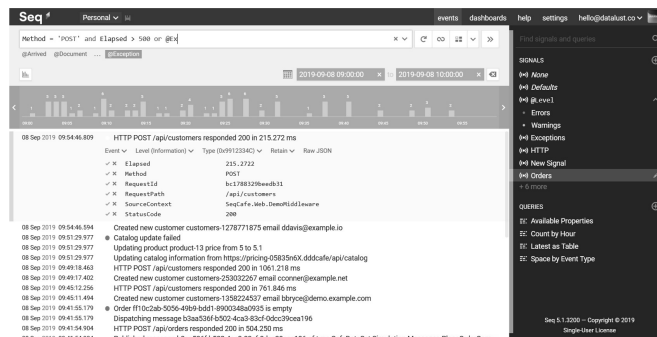 Seq Personal events dashboards help settings hello@datalust.co
Method = 'POST' and Elapsed > 500 or @Ex
@Arrived @Document ... @Exception
2019-09-08 09:00:00 × to 2019-09-08 10:00:00 ×
08 Sep 2019 09:54:46.809 HTTP POST /api/customers responded 200 in 215.272 ms
Event Level (Information) Type (0x9912334C) Retain Raw JSON
Elapsed 215.2722
Method POST
RequestId bc1788329beedb31
RequestPath /api/customers
SourceContext SeqCafe.Web.DemoMiddleware
StatusCode 200
08 Sep 2019 09:54:46.594 Created new customer customers-1278771875 email ddavis@example.io
08 Sep 2019 09:51:29.977 Catalog update failed
08 Sep 2019 09:51:29.977 Updating product product-13 price from 5 to 5.1
08 Sep 2019 09:51:29.977 Updating catalog information from https://pricing-05835n6X.dddcafe/api/catalog
08 Sep 2019 09:49:18.463 HTTP POST /api/customers responded 200 in 1061.218 ms
08 Sep 2019 09:49:17.402 Created new customer customers-253032267 email cconner@example.net
08 Sep 2019 09:45:12.256 HTTP POST /api/customers responded 200 in 761.846 ms
08 Sep 2019 09:45:11.494 Created new customer customers-1358224537 email bbryce@demo.example.com
08 Sep 2019 09:41:55.179 Order ff10c2ab-5056-49b9-bdd1-8900348a0935 is empty
08 Sep 2019 09:41:55.179 Dispatching message b3aa536f-b502-4ca3-83cf-0dcc39cea196
08 Sep 2019 09:41:54.904 HTTP POST /api/orders responded 200 in 504.250 ms
Find signals and queries
SIGNALS
None
Defaults
@Level
Errors
Warnings
Exceptions
HTTP
New Signal
Orders
+ 6 more
QUERIES
Available Properties
Count by Hour
Latest as Table
Space by Event Type
Seq 5.1.3200 – Copyright © 2019
Single-User License